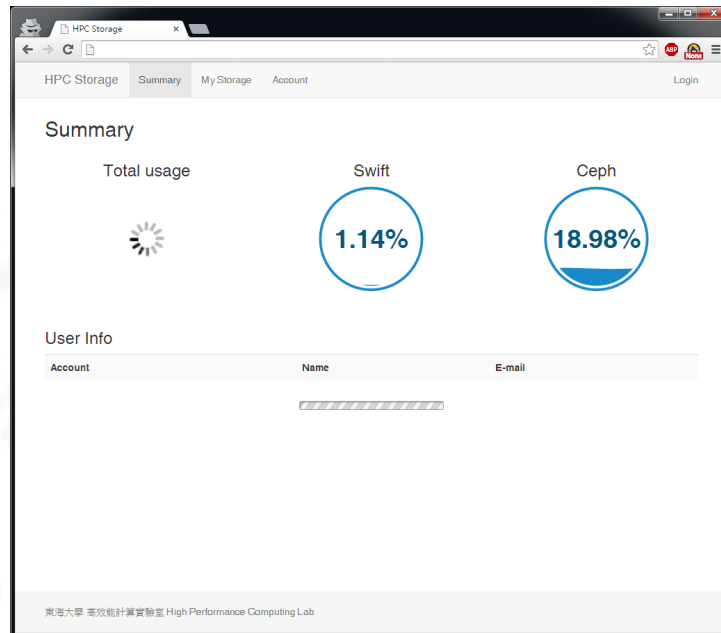 HPC Storage
ABP
None
HPC Storage Summary My Storage Account Login
Summary
Total usage Swift Ceph
1.14% 18.98%
User Info
Account Name E-mail
東海大學 高效能計算實驗室 High Performance Computing Lab